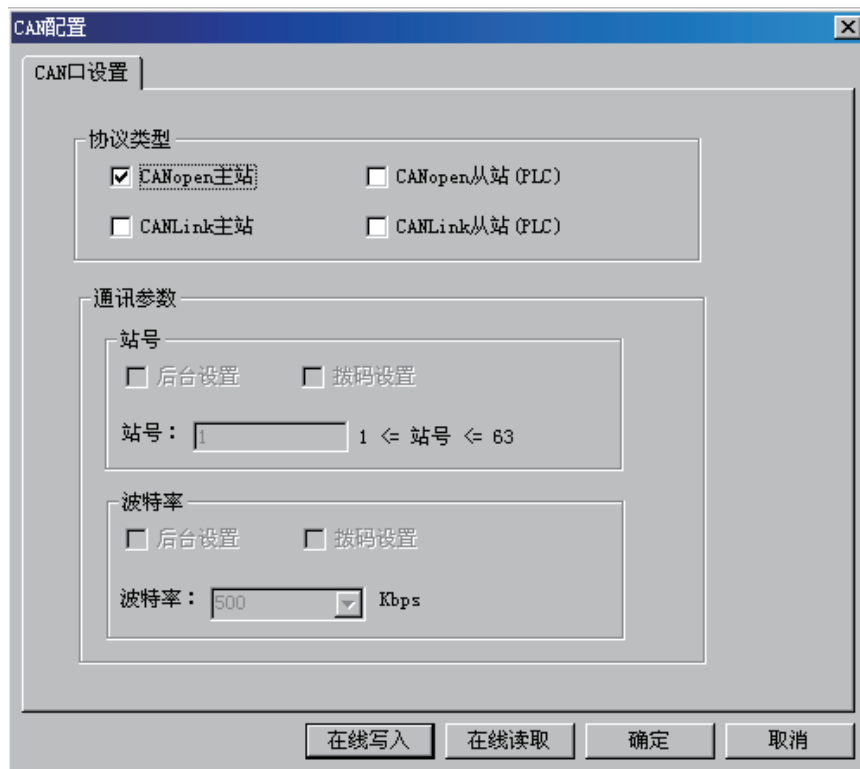 CAN配置
CAN口设置
协议类型
CANopen主站 CANopen从站(PLC)
CANLink主站 CANLink从站(PLC)
通讯参数
站号
后台设置 拨码设置
站号： 1 1 <= 站号 <= 63
波特率
后台设置 拨码设置
波特率： 500 Kbps
在线写入 在线读取 确定 取消